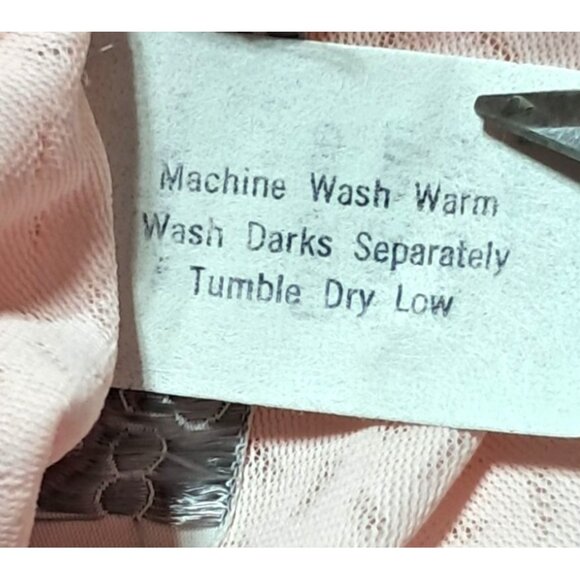 Machine Wash Warm
Wash Darks Separately
Tumble Dry Low